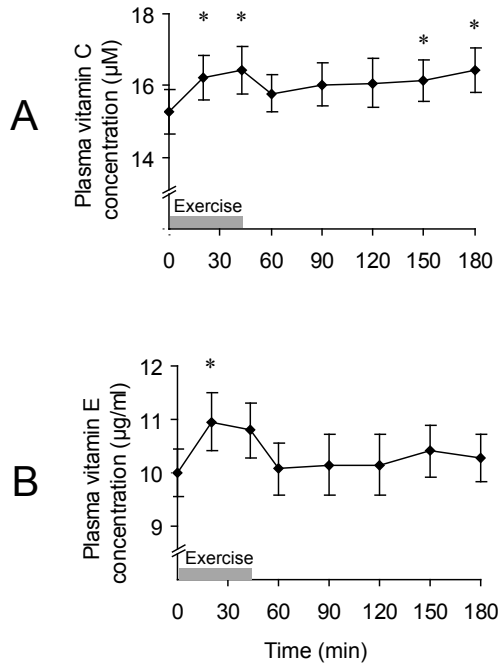 A
Plasma vitamin C
concentration (µM)
18
16
14
* * * *
Exercise
0 30 60 90 120 150 180
B
Plasma vitamin E
concentration (µg/ml)
12
11
10
9
*
Exercise
0 30 60 90 120 150 180
Time (min)